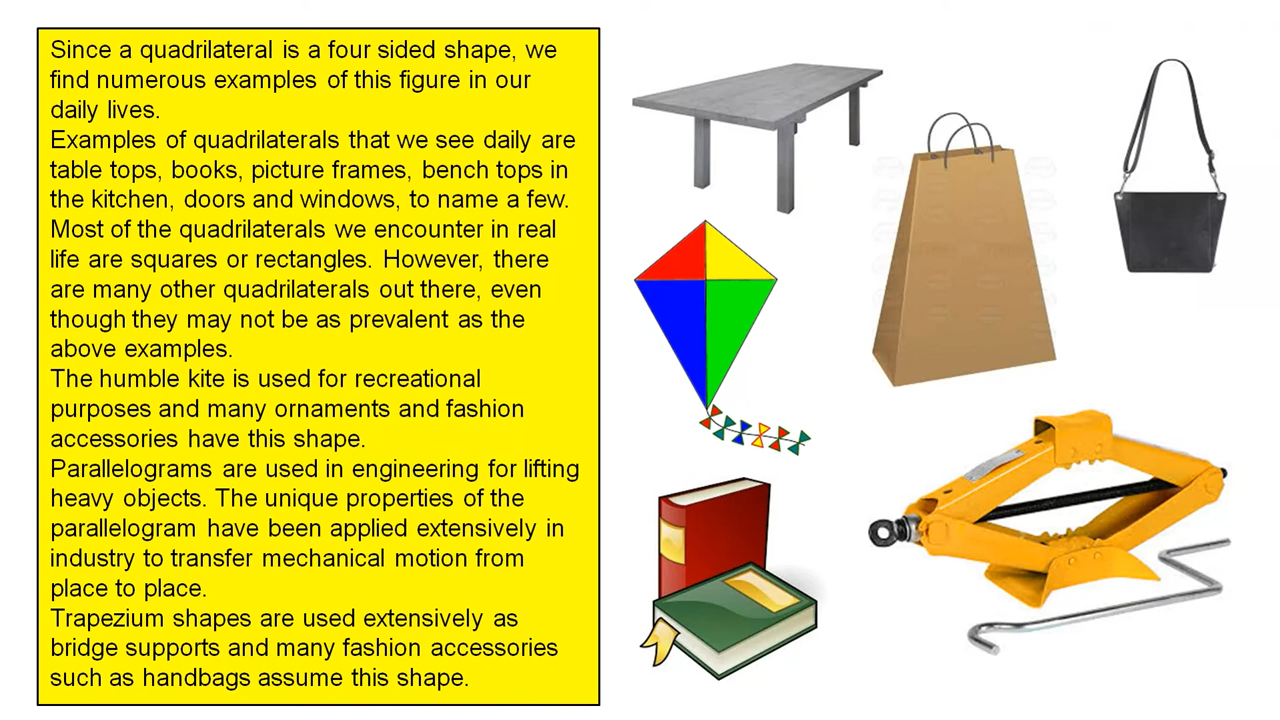 Since a quadrilateral is a four sided shape, we
find numerous examples of this figure in our
daily lives.
Examples of quadrilaterals that we see daily are
table tops, books, picture frames, bench tops in
the kitchen, doors and windows, to name a few.
Most of the quadrilaterals we encounter in real
life are squares or rectangles. However, there
are many other quadrilaterals out there, even
though they may not be as prevalent as the
above examples.
The humble kite is used for recreational
purposes and many ornaments and fashion
accessories have this shape.
Parallelograms are used in engineering for lifting
heavy objects. The unique properties of the
parallelogram have been applied extensively in
industry to transfer mechanical motion from
place to place.
Trapezium shapes are used extensively as
bridge supports and many fashion accessories
such as handbags assume this shape.